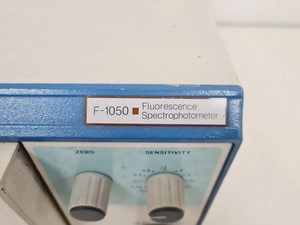 F-1050 Fluorescence
Spectrophotometer
ZERO SENSITIVITY